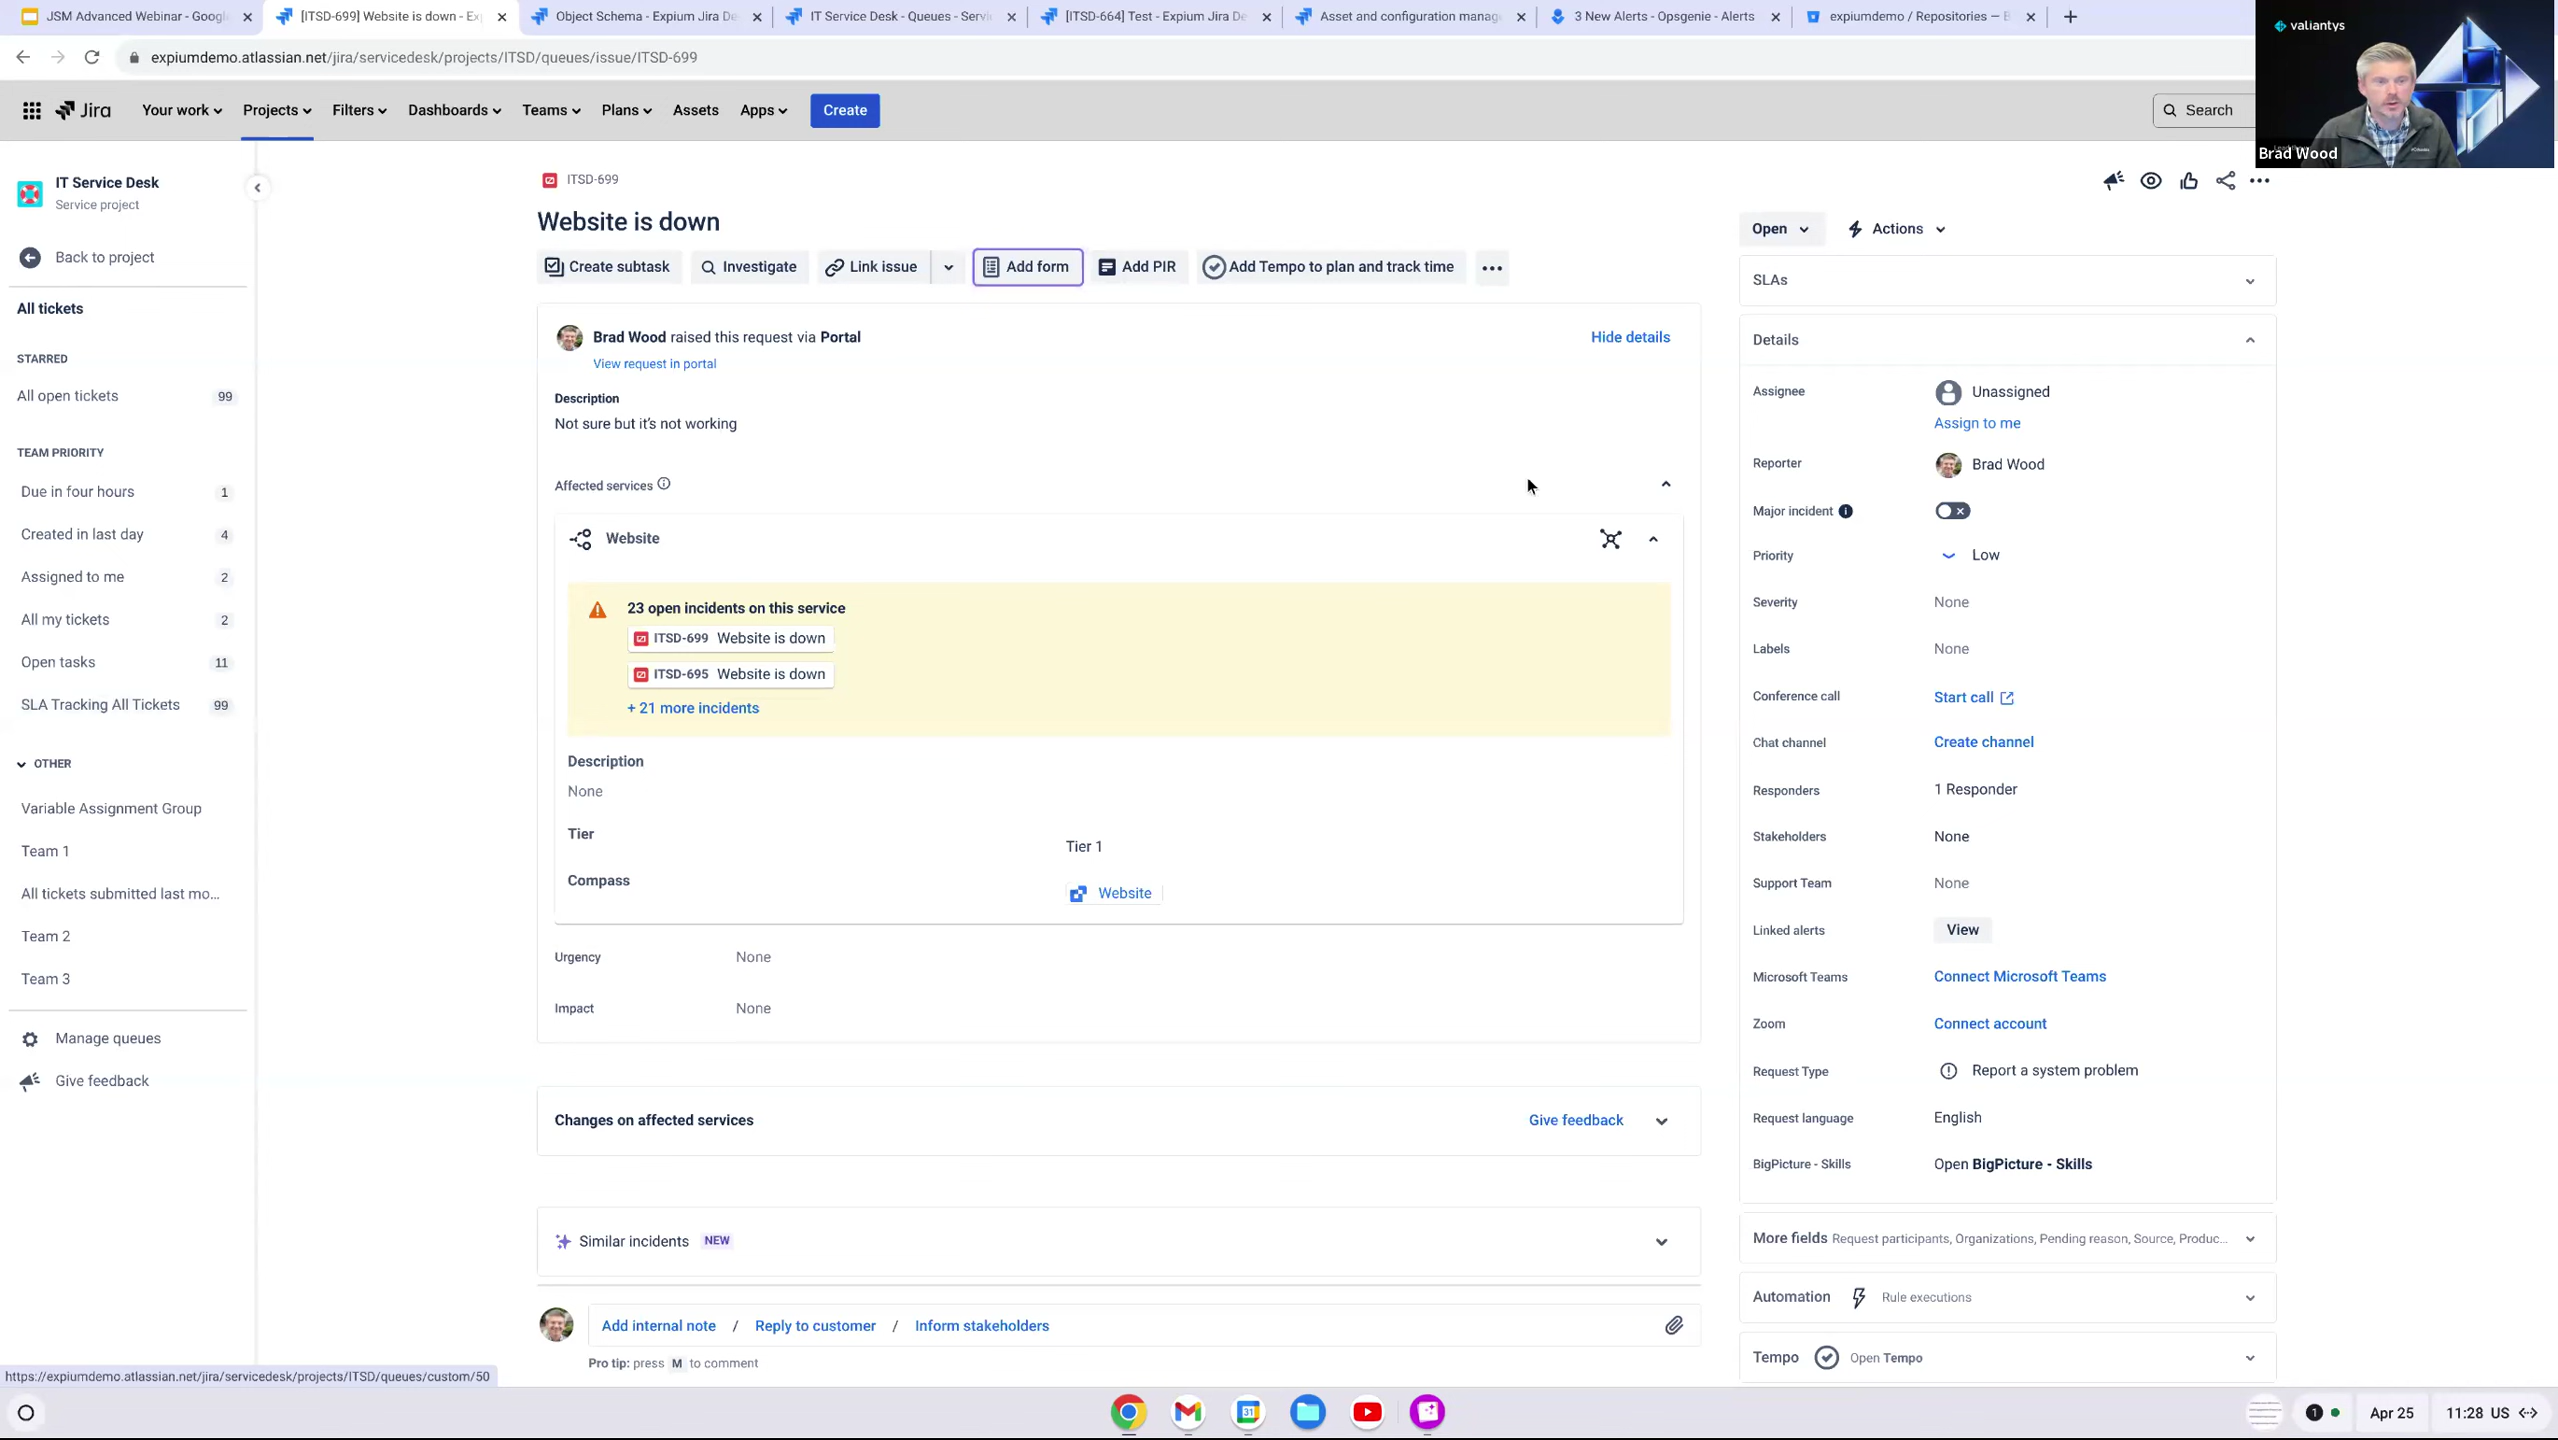 JSM Advanced Webinar - Googl
[ITSD-699] Website is down - Ex
Object Schema - Expium Jira De
IT Service Desk - Queues - Servi
[ITSD-664] Test - Expium Jira De
Asset and configuration manag
3 New Alerts - Opsgenie - Alerts
expiumdemo / Repositories — B
expiumdemo.atlassian.net/jira/servicedesk/projects/ITSD/queues/issue/ITSD-699
valiantys
Brad Wood
Jira
Your work
Projects
Filters
Dashboards
Teams
Plans
Assets
Apps
Create
Search
IT Service Desk
Service project
Back to project
All tickets
STARRED
All open tickets 99
TEAM PRIORITY
Due in four hours 1
Created in last day 4
Assigned to me 2
All my tickets 2
Open tasks 11
SLA Tracking All Tickets 99
OTHER
Variable Assignment Group
Team 1
All tickets submitted last mo...
Team 2
Team 3
Manage queues
Give feedback
ITSD-699
Website is down
Create subtask
Investigate
Link issue
Add form
Add PIR
Add Tempo to plan and track time
Brad Wood raised this request via Portal
Hide details
View request in portal
Description
Not sure but it's not working
Affected services
Website
23 open incidents on this service
ITSD-699 Website is down
ITSD-695 Website is down
+ 21 more incidents
Description
None
Tier
Tier 1
Compass
Website
Urgency None
Impact None
Changes on affected services
Give feedback
Similar incidents NEW
Add internal note / Reply to customer / Inform stakeholders
Pro tip: press M to comment
Open
Actions
SLAs
Details
Assignee Unassigned
Assign to me
Reporter Brad Wood
Major incident
Priority Low
Severity None
Labels None
Conference call Start call
Chat channel Create channel
Responders 1 Responder
Stakeholders None
Support Team None
Linked alerts View
Microsoft Teams Connect Microsoft Teams
Zoom Connect account
Request Type Report a system problem
Request language English
BigPicture - Skills Open BigPicture - Skills
More fields Request participants, Organizations, Pending reason, Source, Produc...
Automation Rule executions
Tempo Open Tempo
https://expiumdemo.atlassian.net/jira/servicedesk/projects/ITSD/queues/custom/50
31
1
Apr 25
11:28 US